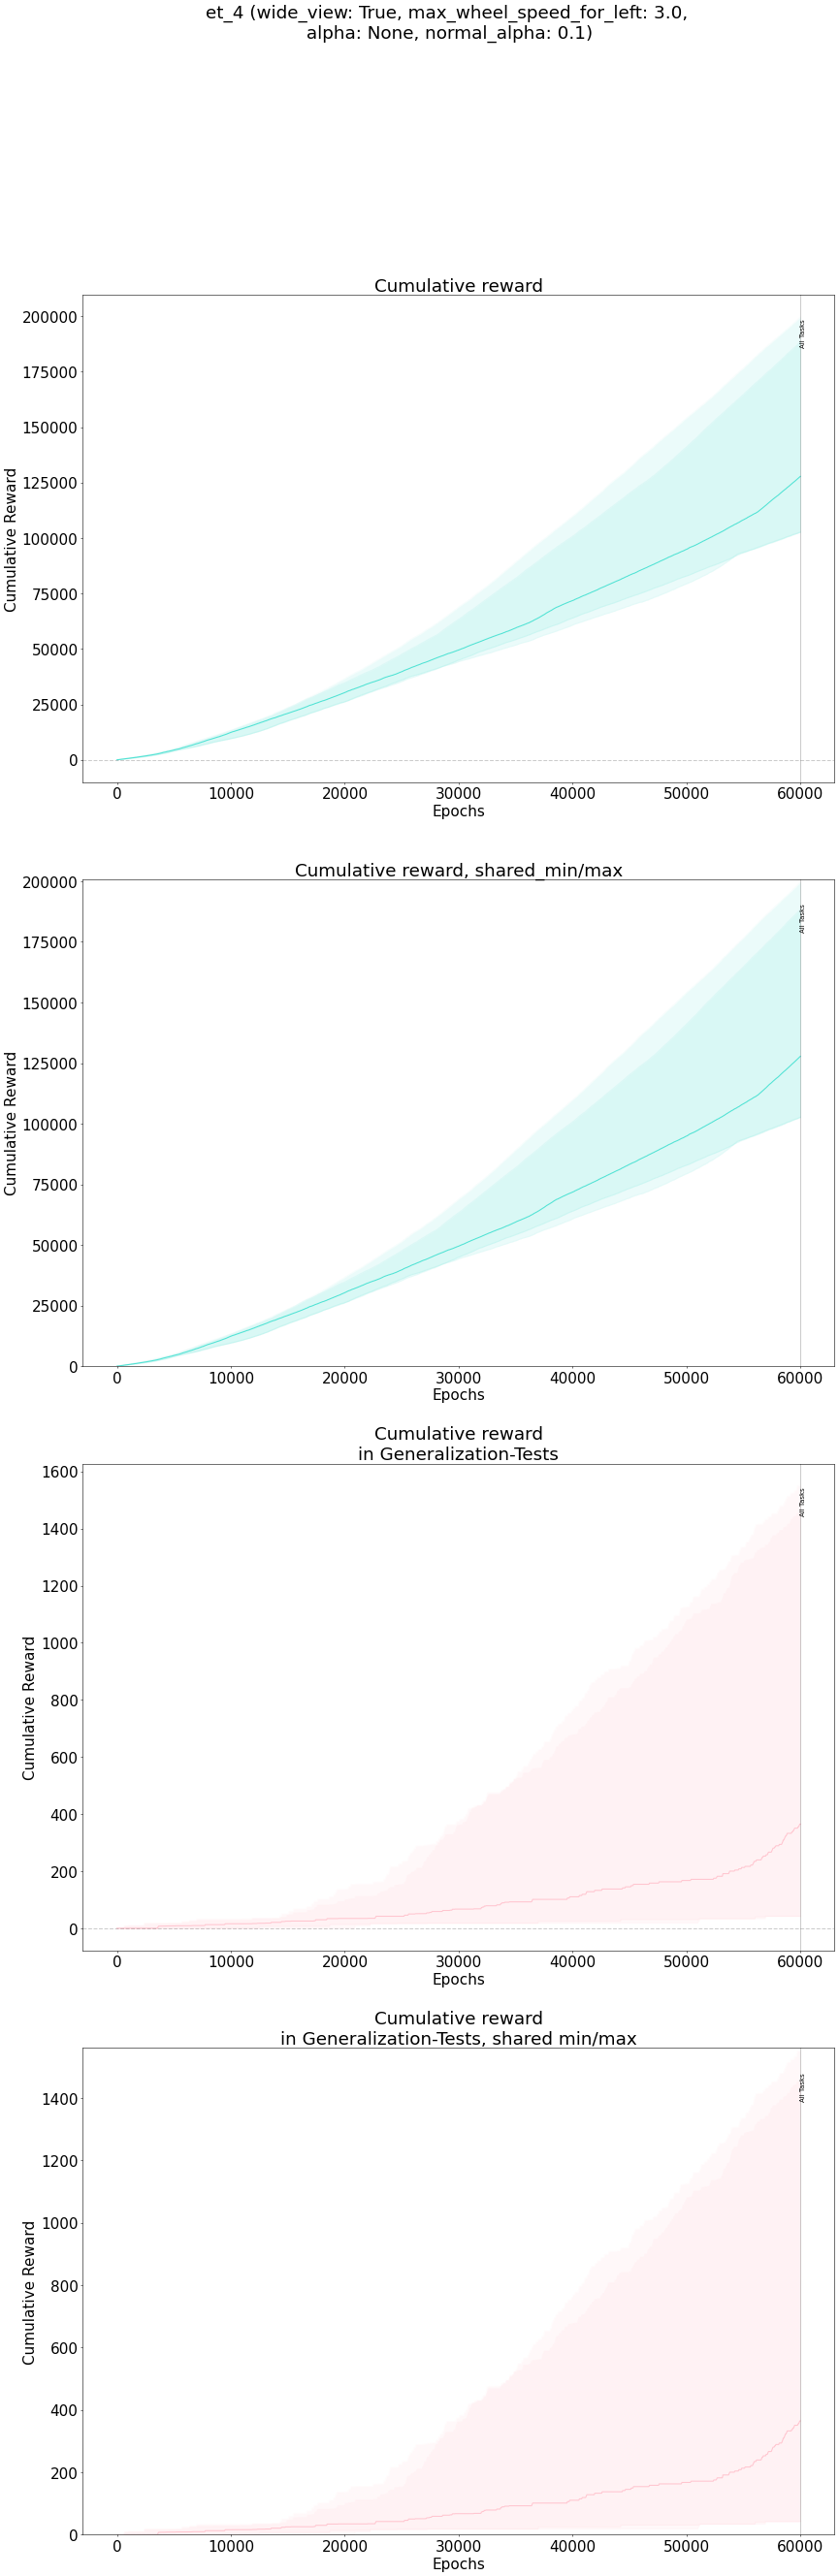 et_4 (wide_view: True, max_wheel_speed_for_left: 3.0,
alpha: None, normal_alpha: 0.1)
Cumulative reward
200000
175000
150000
125000
100000
75000
50000
25000
0
Cumulative Reward
All Tasks
0 10000 20000 30000 40000 50000 60000
Epochs
Cumulative reward, shared_min/max
200000
175000
150000
125000
100000
75000
50000
25000
0
Cumulative Reward
All Tasks
0 10000 20000 30000 40000 50000 60000
Epochs
Cumulative reward
in Generalization-Tests
1600
1400
1200
1000
800
600
400
200
0
Cumulative Reward
All Tasks
0 10000 20000 30000 40000 50000 60000
Epochs
Cumulative reward
in Generalization-Tests, shared min/max
1400
1200
1000
800
600
400
200
0
Cumulative Reward
All Tasks
0 10000 20000 30000 40000 50000 60000
Epochs